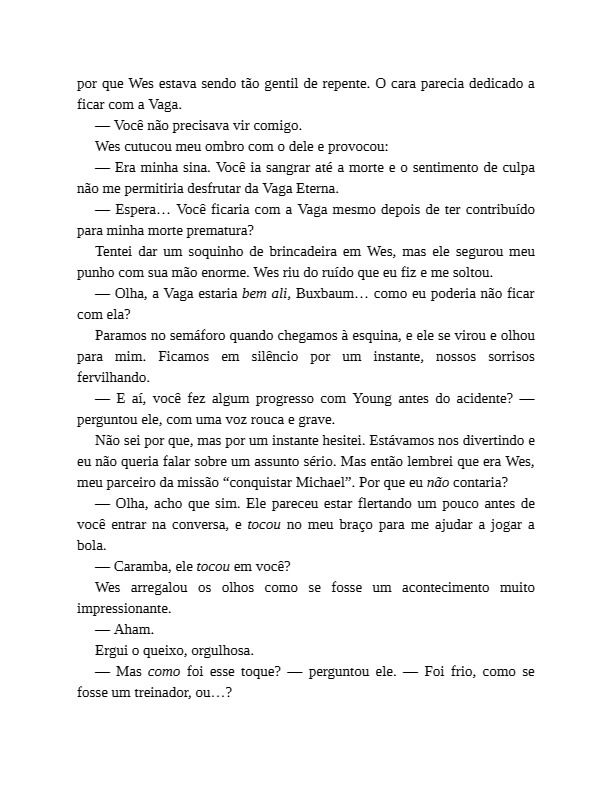 por que Wes estava sendo tão gentil de repente. O cara parecia dedicado a
ficar com a Vaga.
— Você não precisava vir comigo.
Wes cutucou meu ombro com o dele e provocou:
— Era minha sina. Você ia sangrar até a morte e o sentimento de culpa
não me permitiria desfrutar da Vaga Eterna.
— Espera… Você ficaria com a Vaga mesmo depois de ter contribuído
para minha morte prematura?
Tentei dar um soquinho de brincadeira em Wes, mas ele segurou meu
punho com sua mão enorme. Wes riu do ruído que eu fiz e me soltou.
— Olha, a Vaga estaria bem ali, Buxbaum… como eu poderia não ficar
com ela?
Paramos no semáforo quando chegamos à esquina, e ele se virou e olhou
para mim. Ficamos em silêncio por um instante, nossos sorrisos
fervilhando.
— E aí, você fez algum progresso com Young antes do acidente? —
perguntou ele, com uma voz rouca e grave.
Não sei por que, mas por um instante hesitei. Estávamos nos divertindo e
eu não queria falar sobre um assunto sério. Mas então lembrei que era Wes,
meu parceiro da missão “conquistar Michael”. Por que eu não contaria?
— Olha, acho que sim. Ele pareceu estar flertando um pouco antes de
você entrar na conversa, e tocou no meu braço para me ajudar a jogar a
bola.
— Caramba, ele tocou em você?
Wes arregalou os olhos como se fosse um acontecimento muito
impressionante.
— Aham.
Ergui o queixo, orgulhosa.
— Mas como foi esse toque? — perguntou ele. — Foi frio, como se
fosse um treinador, ou…?